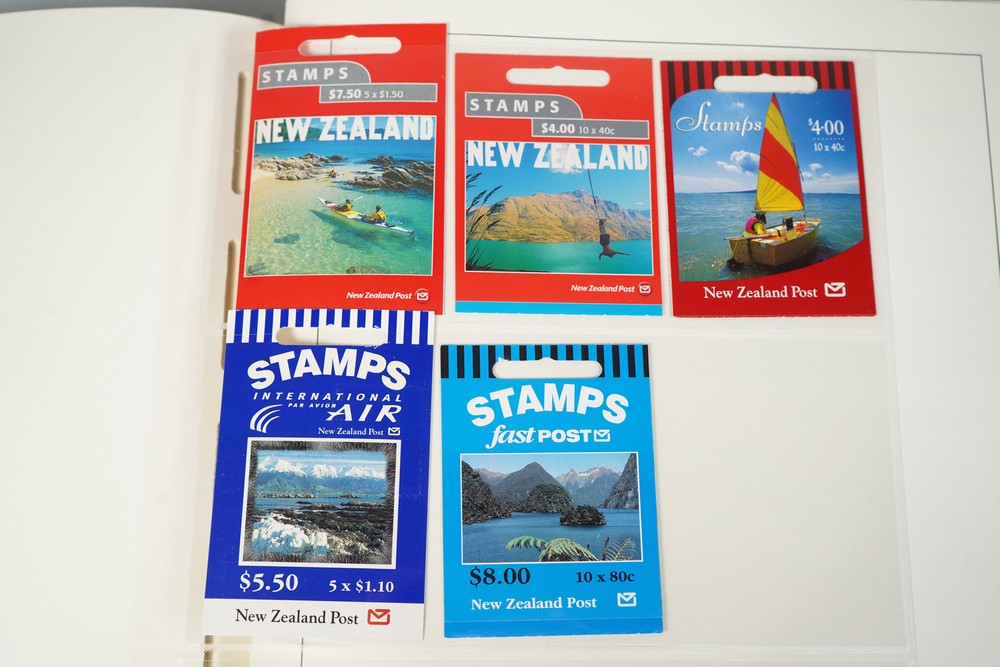 STAMPS
$7.50 5 x $1.50
NEW ZEALAND
New Zealand Post
STAMPS
$4.00 10 x 40c
NEW ZEALAND
New Zealand Post
Stamps
$4.00
10 x 40c
New Zealand Post
STAMPS
INTERNATIONAL
PAR AVION AIR
New Zealand Post
$5.50 5 x $1.10
New Zealand Post
STAMPS
fast POST
$8.00 10 x 80c
New Zealand Post